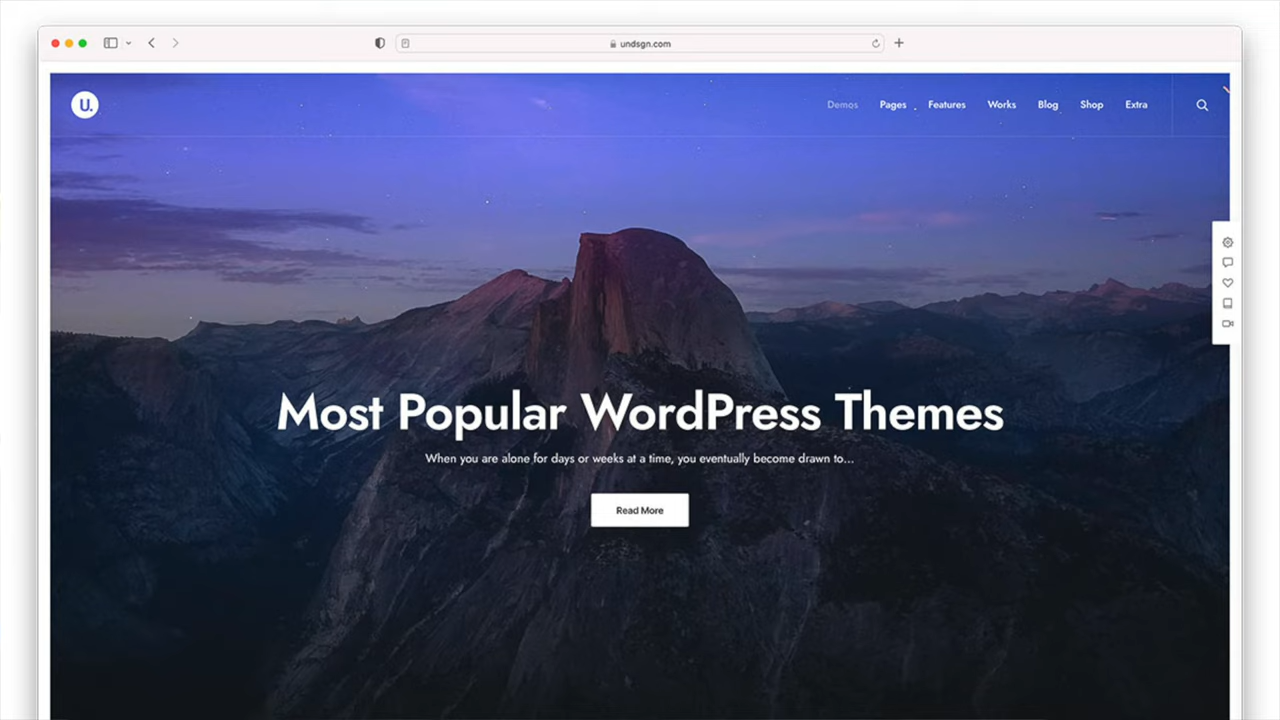 undsgn.com
U.
Demos Pages Features Works Blog Shop Extra
Most Popular WordPress Themes
When you are alone for days or weeks at a time, you eventually become drawn to...
Read More